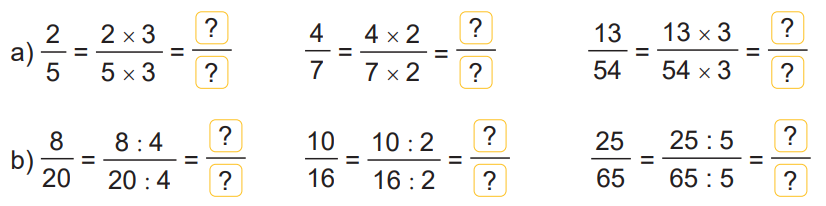 a) 2/5 = 2 × 3/5 × 3 = ?/? 4/7 = 4 × 2/7 × 2 = ?/? 13/54 = 13 × 3/54 × 3 = ?/?
b) 8/20 = 8 : 4/20 : 4 = ?/? 10/16 = 10 : 2/16 : 2 = ?/? 25/65 = 25 : 5/65 : 5 = ?/?